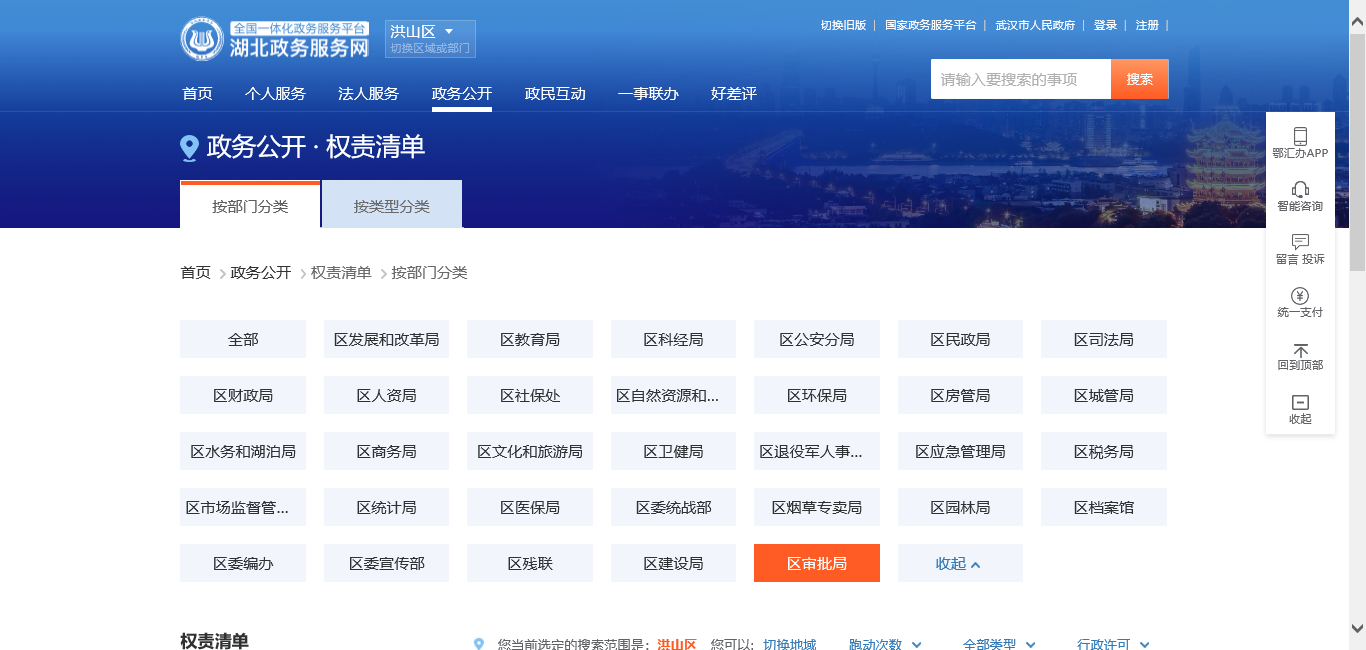 全国一体化政务服务平台
湖北政务服务网
洪山区
切换区域或部门
切换旧版 | 国家政务服务平台 | 武汉市人民政府 | 登录 | 注册 |
请输入要搜索的事项 搜索
首页 个人服务 法人服务 政务公开 政民互动 一事联办 好差评
政务公开 · 权责清单
按部门分类 按类型分类
鄂汇办APP
智能咨询
留言 投诉
统一支付
回到顶部
收起
首页 > 政务公开 > 权责清单 > 按部门分类
全部 区发展和改革局 区教育局 区科经局 区公安分局 区民政局 区司法局
区财政局 区人资局 区社保处 区自然资源和... 区环保局 区房管局 区城管局
区水务和湖泊局 区商务局 区文化和旅游局 区卫健局 区退役军人事... 区应急管理局 区税务局
区市场监督管... 区统计局 区医保局 区委统战部 区烟草专卖局 区园林局 区档案馆
区委编办 区委宣传部 区残联 区建设局 区审批局 收起
权责清单 您当前选定的搜索范围是：洪山区 您可以: 切换地域 跑动次数 全部类型 行政许可